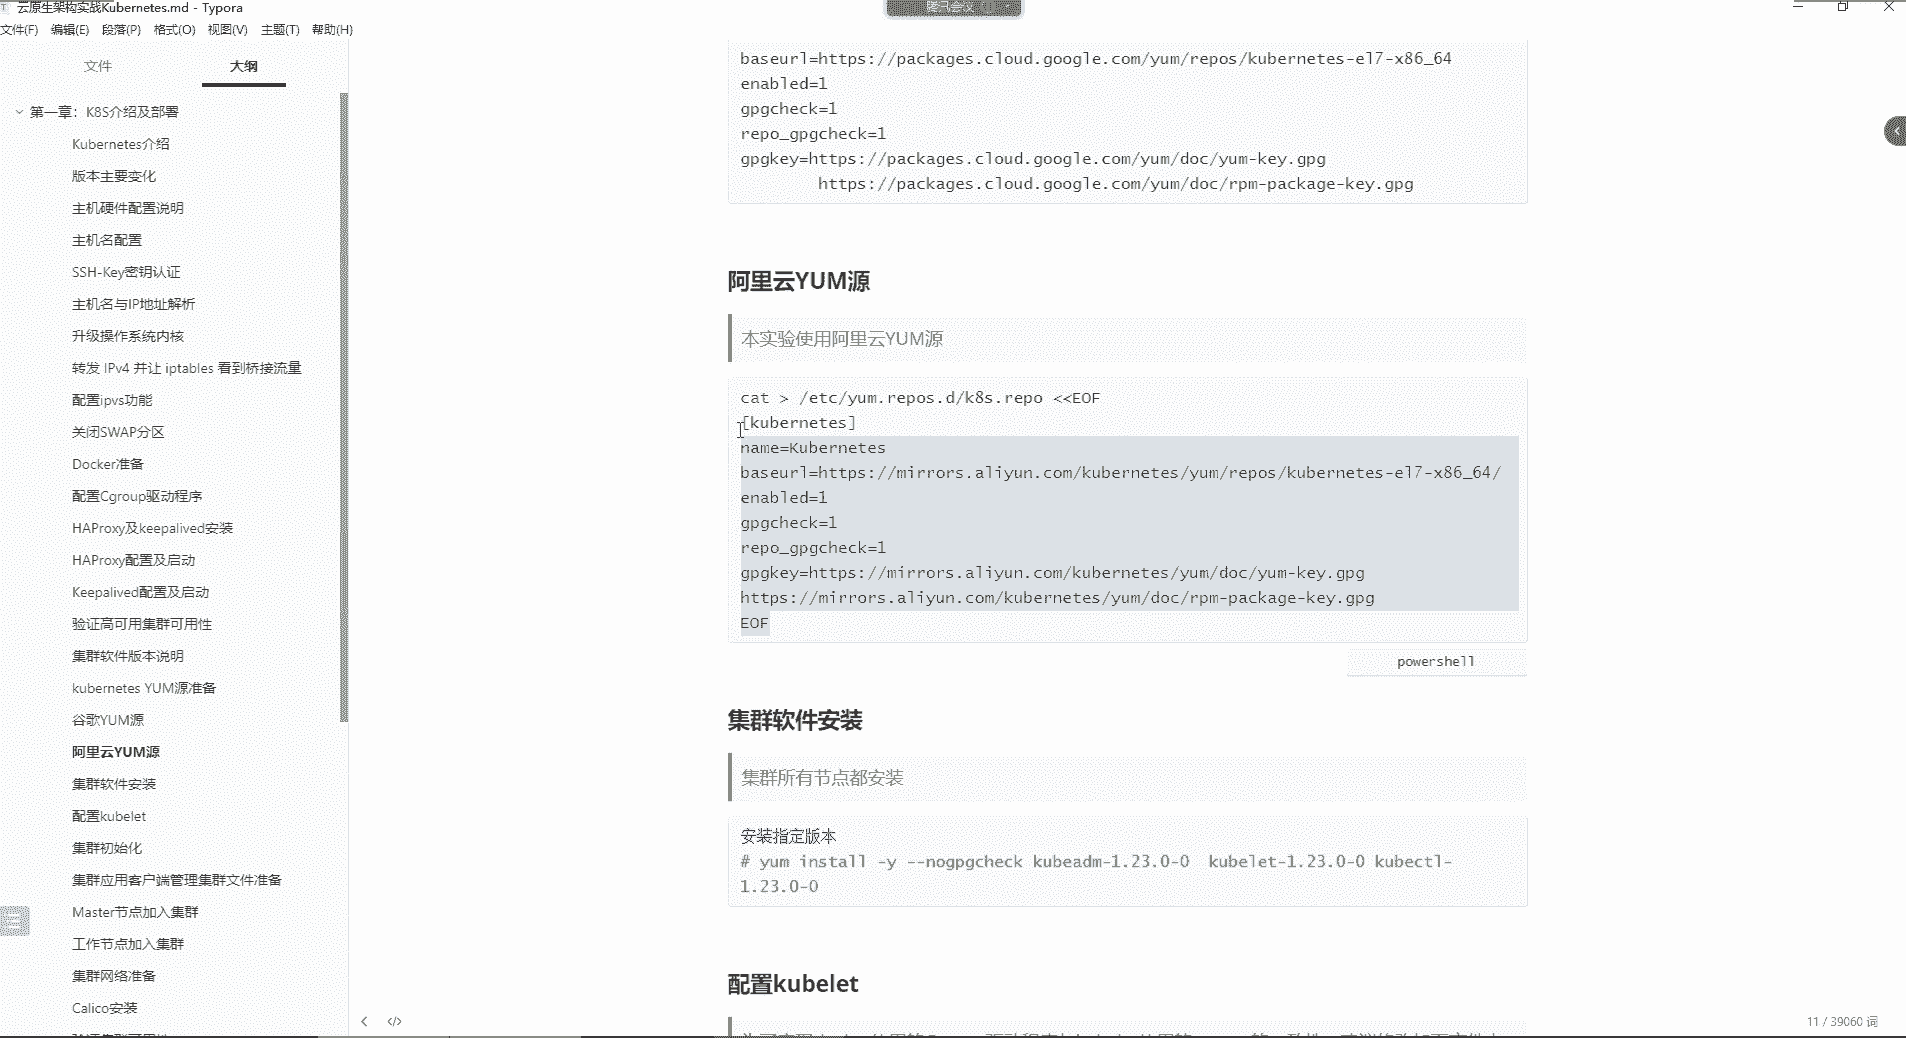 云原生架构实战Kubernetes.md - Typora
腾讯会议
文件(F) 编辑(E) 段落(P) 格式(O) 视图(V) 主题(T) 帮助(H)
文件 大纲
第一章：K8S介绍及部署
Kubernetes介绍
版本主要变化
主机硬件配置说明
主机名配置
SSH-Key密钥认证
主机名与IP地址解析
升级操作系统内核
转发 IPv4 并让 iptables 看到桥接流量
配置ipvs功能
关闭SWAP分区
Docker准备
配置Cgroup驱动程序
HAProxy及keepalived安装
HAProxy配置及启动
Keepalived配置及启动
验证高可用集群可用性
集群软件版本说明
kubernetes YUM源准备
谷歌YUM源
阿里云YUM源
集群软件安装
配置kubelet
集群初始化
集群应用客户端管理集群文件准备
Master节点加入集群
工作节点加入集群
集群网络准备
Calico安装
baseurl=https://packages.cloud.google.com/yum/repos/kubernetes-el7-x86_64
enabled=1
gpgcheck=1
repo_gpgcheck=1
gpgkey=https://packages.cloud.google.com/yum/doc/yum-key.gpg
https://packages.cloud.google.com/yum/doc/rpm-package-key.gpg
阿里云YUM源
本实验使用阿里云YUM源
cat > /etc/yum.repos.d/k8s.repo <<EOF
[kubernetes]
name=Kubernetes
baseurl=https://mirrors.aliyun.com/kubernetes/yum/repos/kubernetes-el7-x86_64/
enabled=1
gpgcheck=1
repo_gpgcheck=1
gpgkey=https://mirrors.aliyun.com/kubernetes/yum/doc/yum-key.gpg
https://mirrors.aliyun.com/kubernetes/yum/doc/rpm-package-key.gpg
EOF
powershell
集群软件安装
集群所有节点都安装
安装指定版本
# yum install -y --nogpgcheck kubeadm-1.23.0-0  kubelet-1.23.0-0 kubectl-
1.23.0-0
配置kubelet
11 / 39060 词